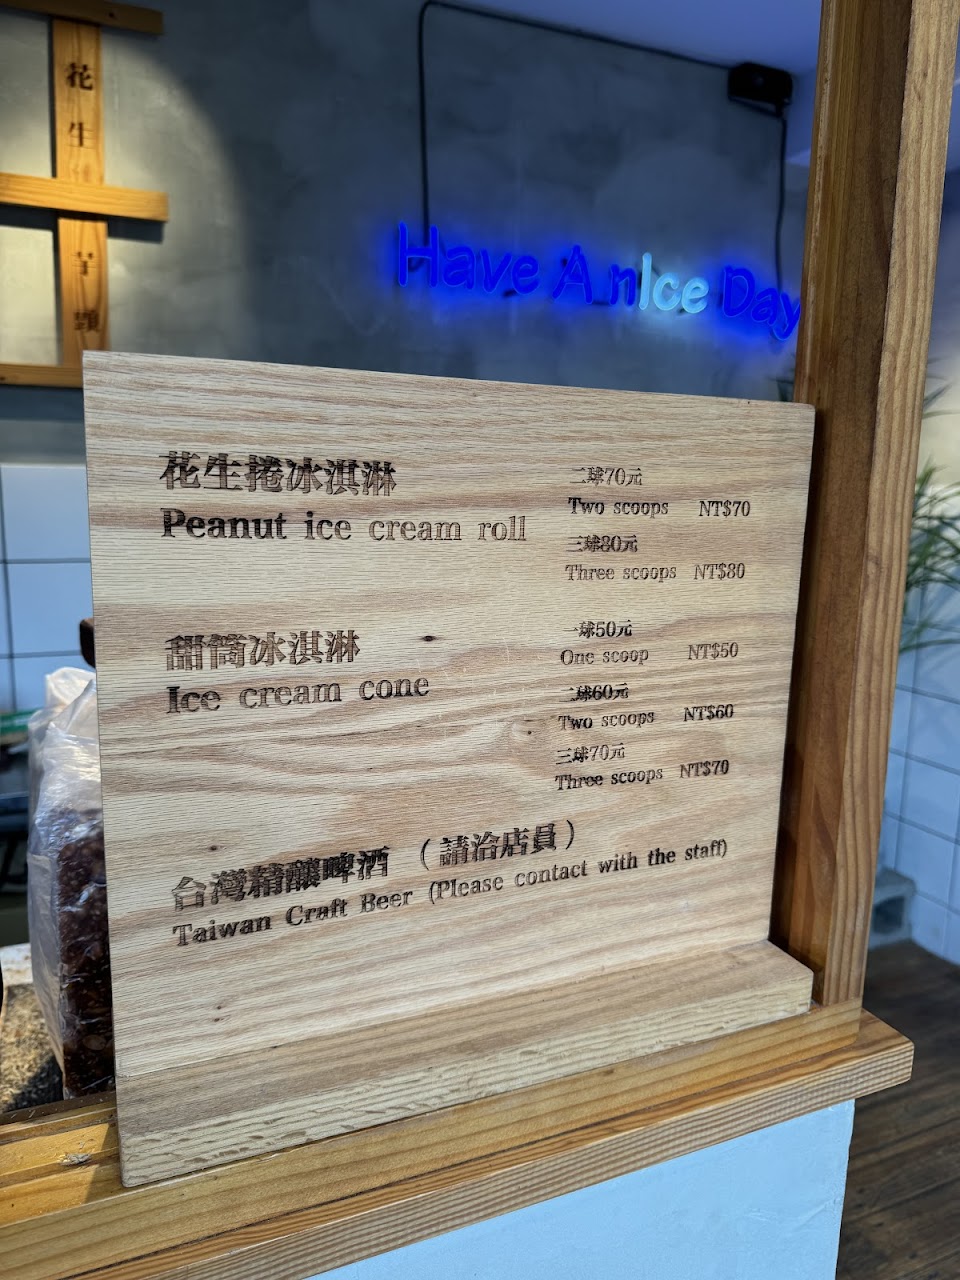 花生
芋頭
Have A nIce Day
花生捲冰淇淋
Peanut ice cream roll
二球70元
Two scoops NT$70
三球80元
Three scoops NT$80
甜筒冰淇淋
Ice cream cone
一球50元
One scoop NT$50
二球60元
Two scoops NT$60
三球70元
Three scoops NT$70
台灣精釀啤酒 (請洽店員)
Taiwan Craft Beer (Please contact with the staff)